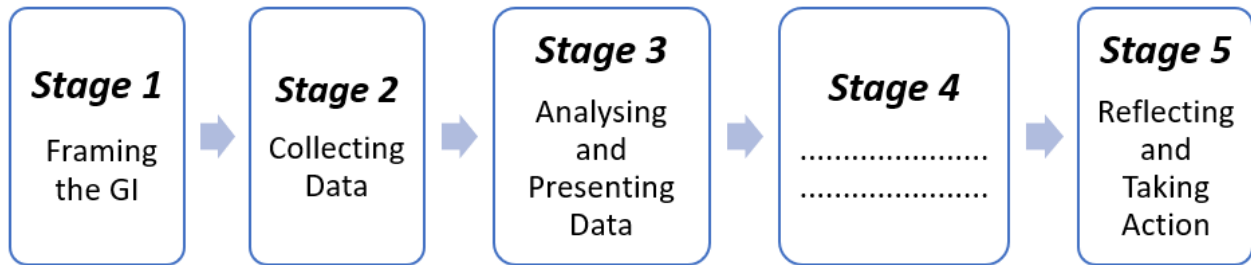 Stage 1
Framing
the GI
Stage 2
Collecting
Data
Stage 3
Analysing
and
Presenting
Data
Stage 4
......................
......................
Stage 5
Reflecting
and
Taking
Action